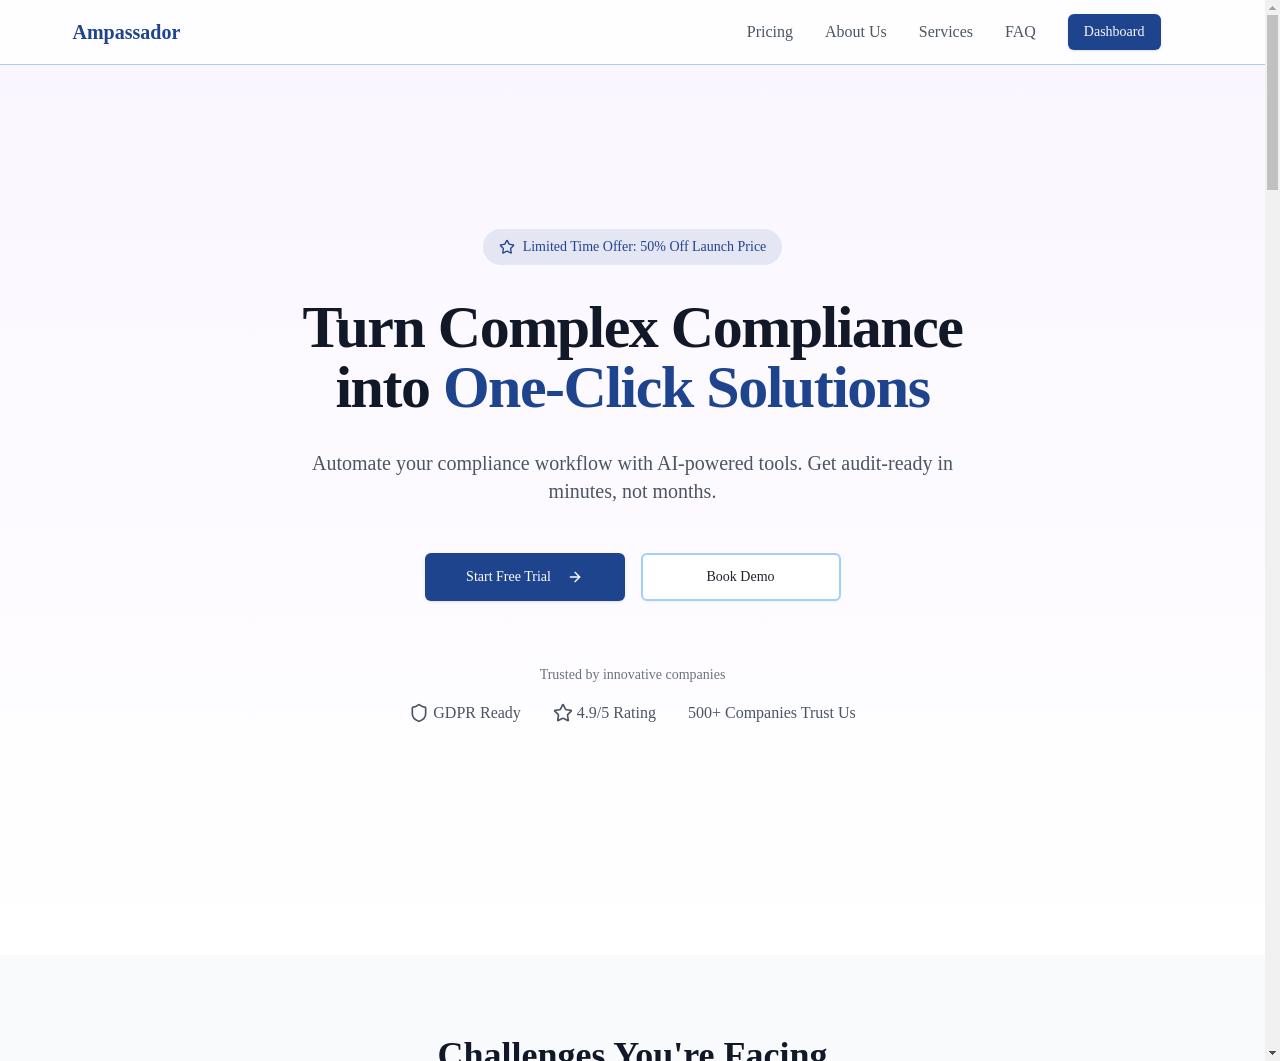 Ampassador
Pricing
About Us
Services
FAQ
Dashboard
Limited Time Offer: 50% Off Launch Price
Turn Complex Compliance
into One-Click Solutions
Automate your compliance workflow with AI-powered tools. Get audit-ready in
minutes, not months.
Start Free Trial
Book Demo
Trusted by innovative companies
GDPR Ready
4.9/5 Rating
500+ Companies Trust Us
Challenges You're Facing